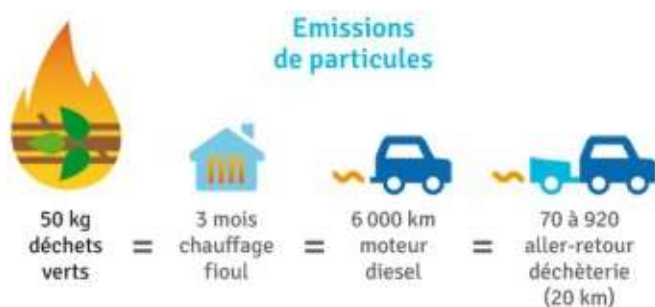 Emissions
de particules
50 kg
déchets
verts
=
3 mois
chauffage
fioul
=
6 000 km
moteur
diesel
=
70 à 920
aller-retour
déchèterie
(20 km)